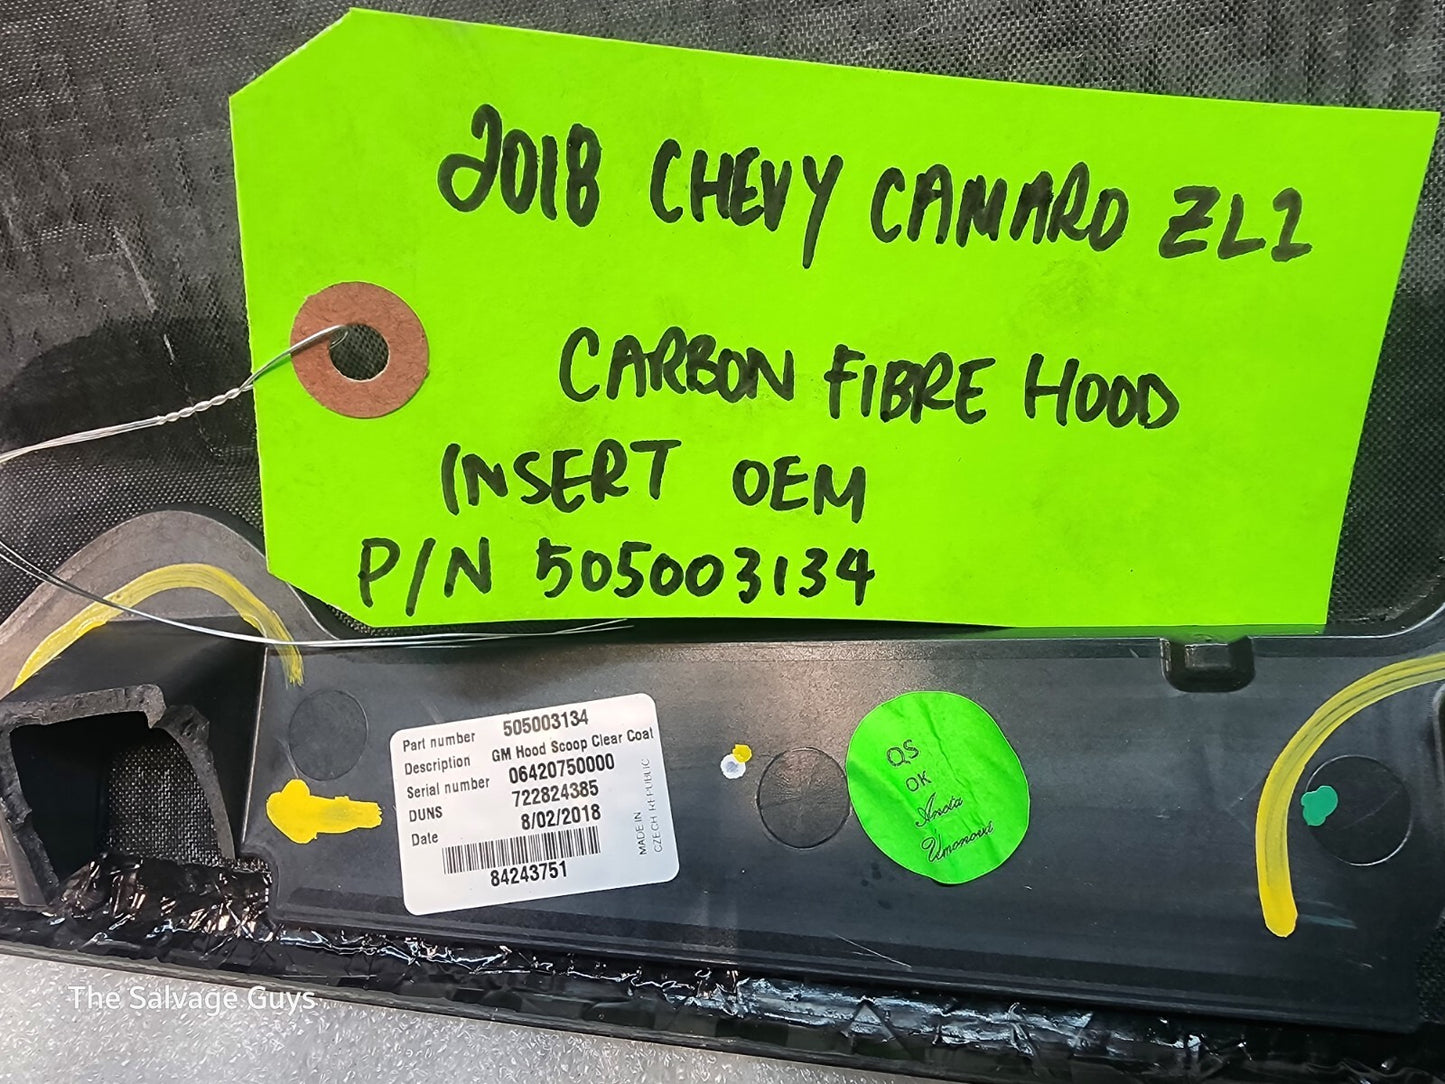 2018 CHEVY CAMARO ZL1
CARBON FIBRE HOOD
INSERT OEM
P/N 505003134
Part number 505003134
Description GM Hood Scoop Clear Coat
Serial number 06420750000
DUNS 722824385
Date 8/02/2018
84243751
MADE IN
CZECH REPUBLIC
QS
OK
The Salvage Guys